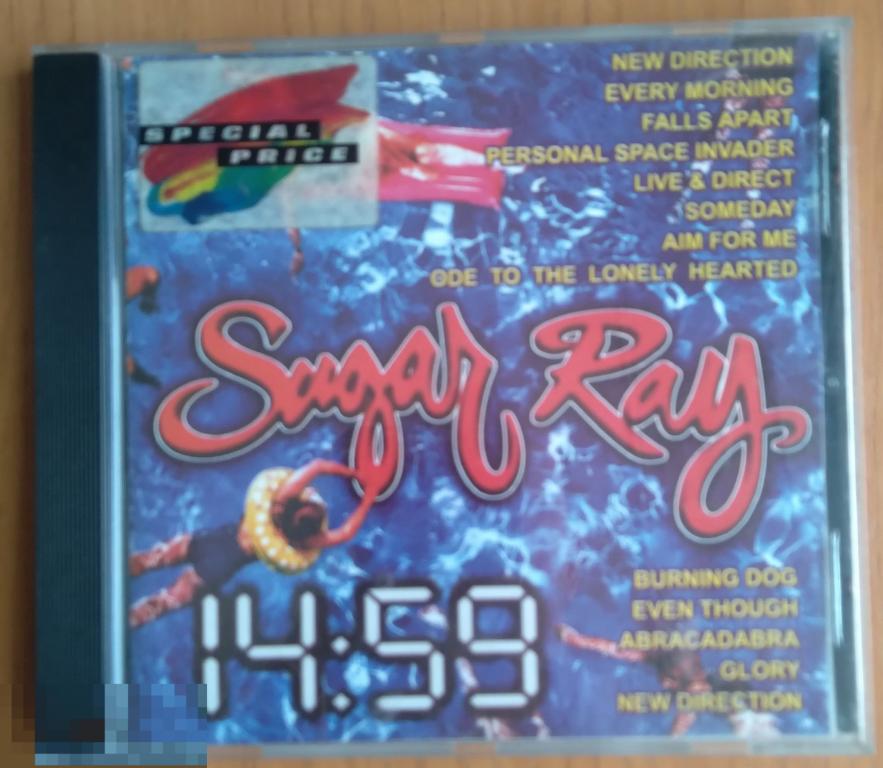 SPECIAL
PRICE
NEW DIRECTION
EVERY MORNING
FALLS APART
PERSONAL SPACE INVADER
LIVE & DIRECT
SOMEDAY
AIM FOR ME
ODE TO THE LONELY HEARTED
Sugar Ray
14:59
BURNING DOG
EVEN THOUGH
ABRACADABRA
GLORY
NEW DIRECTION